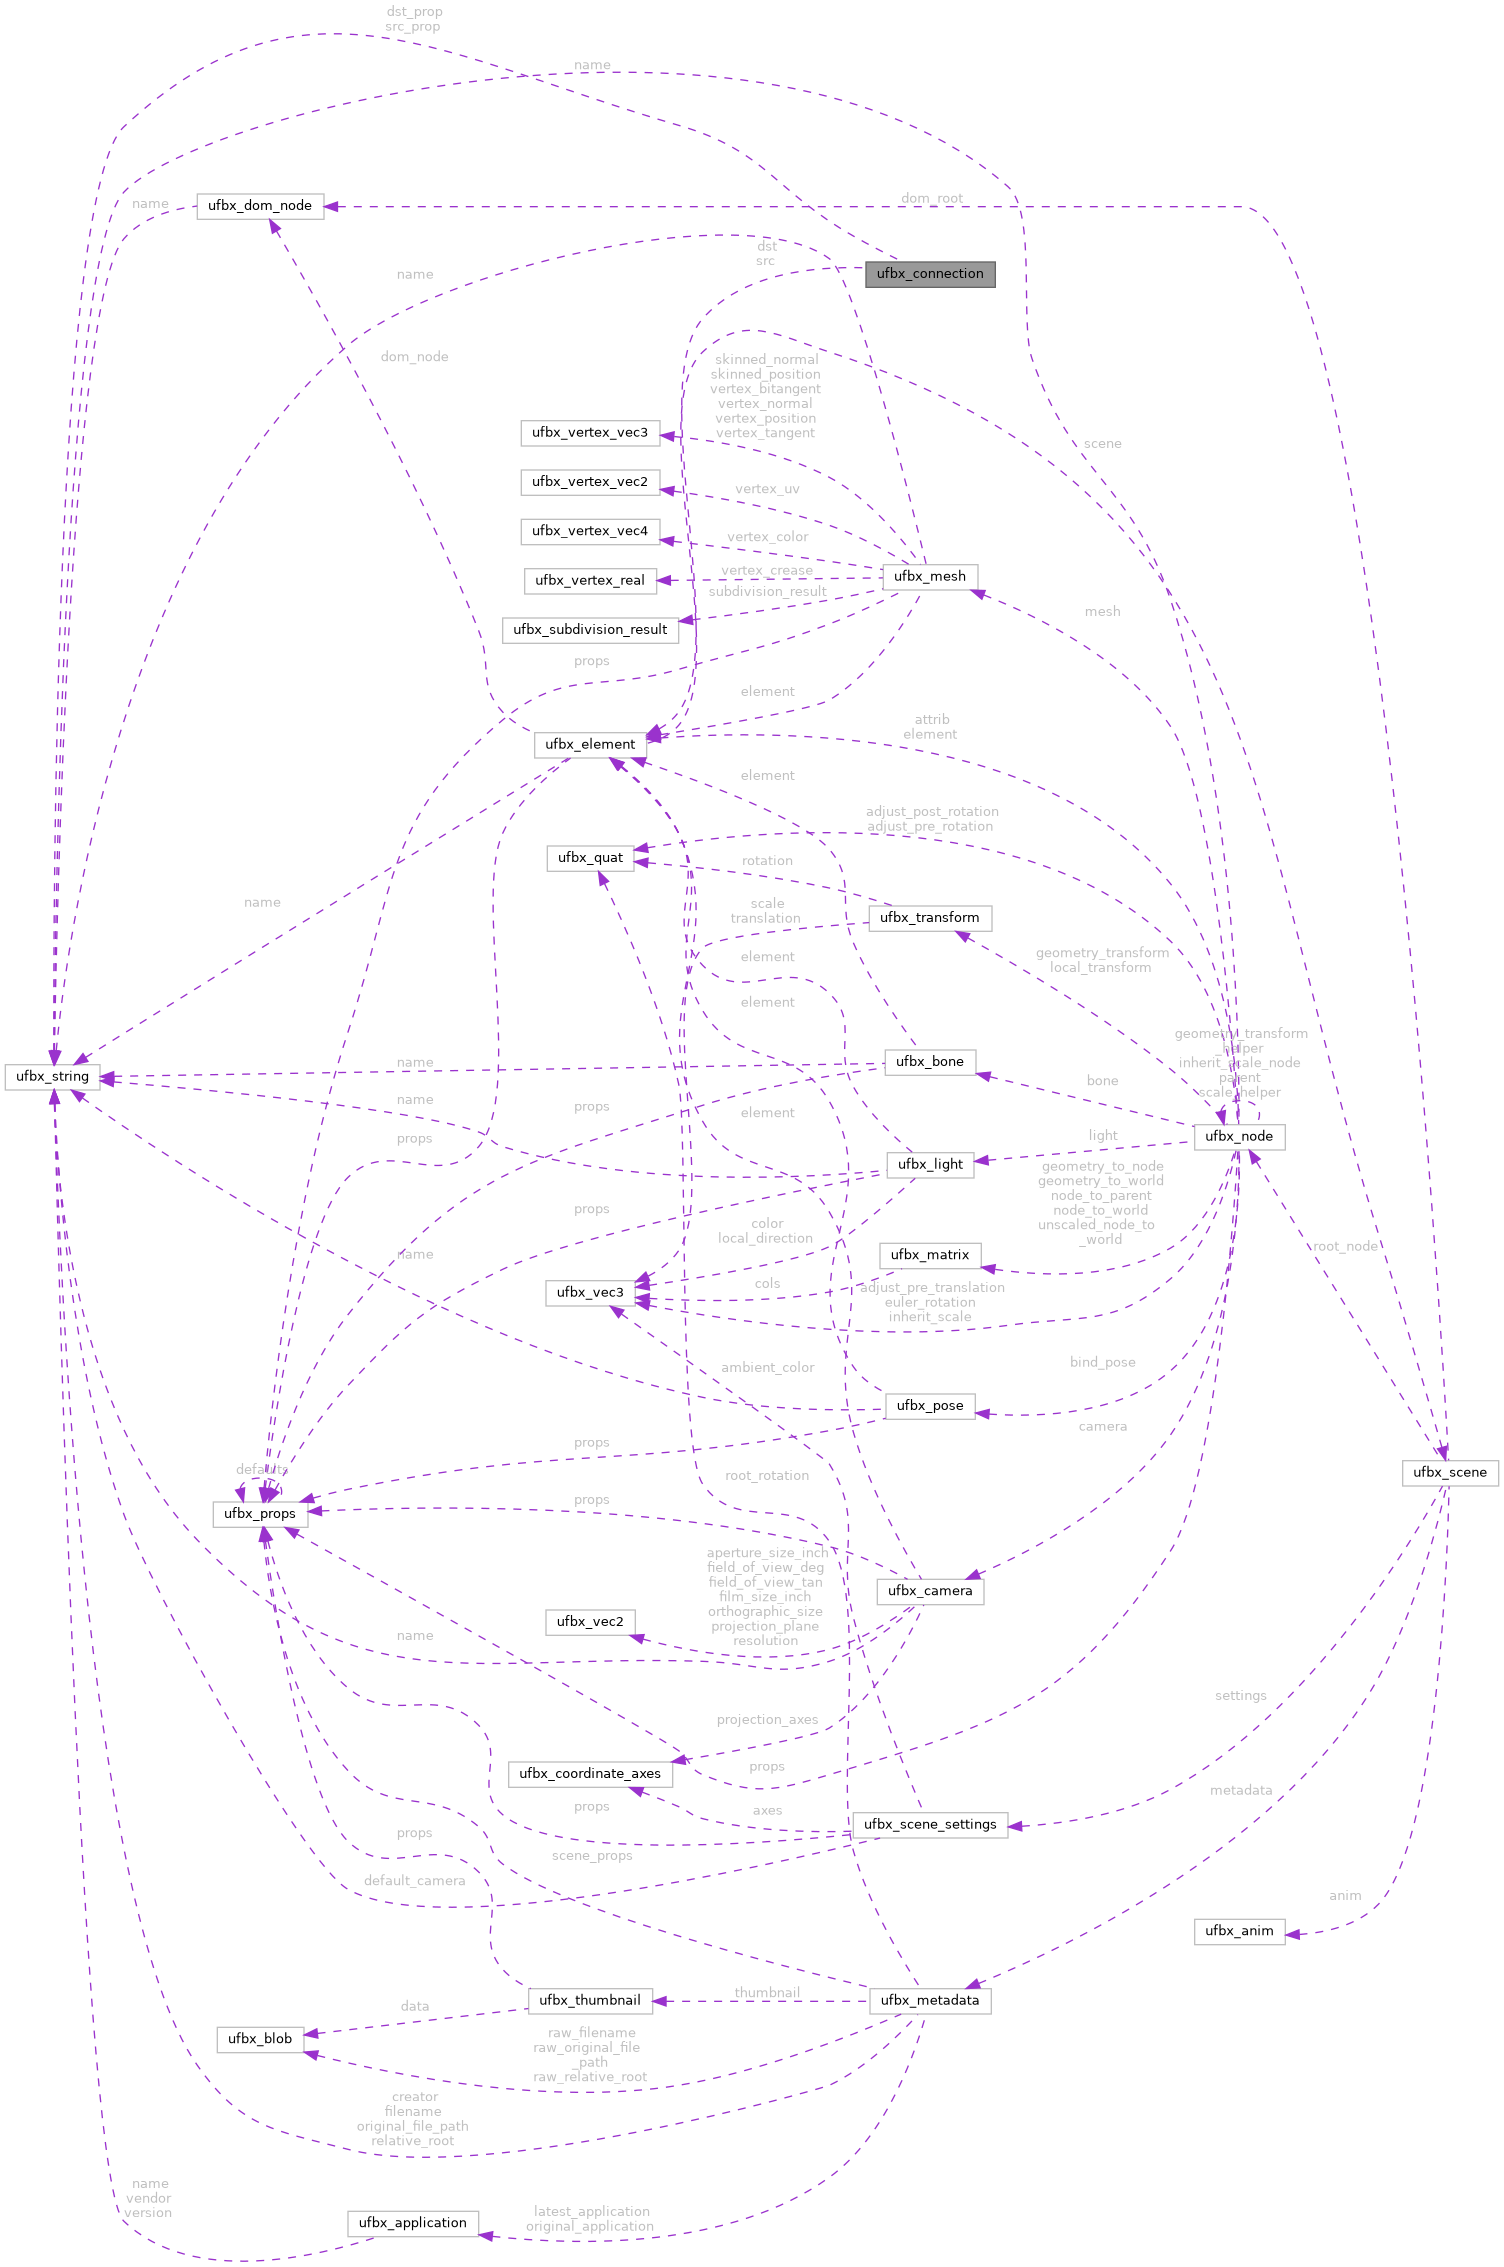 dst_prop
src_prop
name
name
ufbx_dom_node
dom_root
dst
src
name
ufbx_connection
dom_node
skinned_normal
skinned_position
vertex_bitangent
vertex_normal
vertex_position
vertex_tangent
ufbx_vertex_vec3
scene
ufbx_vertex_vec2
vertex_uv
ufbx_vertex_vec4
vertex_color
ufbx_vertex_real
vertex_crease
ufbx_mesh
subdivision_result
ufbx_subdivision_result
mesh
props
element
attrib
element
ufbx_element
element
adjust_post_rotation
adjust_pre_rotation
ufbx_quat
rotation
name
scale
translation
ufbx_transform
element
geometry_transform
local_transform
element
geometry_transform
_helper
inherit_scale_node
parent
scale_helper
name
ufbx_bone
ufbx_string
bone
name
props
element
props
light
ufbx_node
ufbx_light
geometry_to_node
geometry_to_world
node_to_parent
node_to_world
unscaled_node_to
_world
props
color
local_direction
name
ufbx_matrix
root_node
ufbx_vec3
cols
adjust_pre_translation
euler_rotation
inherit_scale
ambient_color
bind_pose
ufbx_pose
camera
props
defaults
root_rotation
ufbx_scene
props
ufbx_props
aperture_size_inch
field_of_view_deg
field_of_view_tan
film_size_inch
orthographic_size
projection_plane
resolution
ufbx_camera
ufbx_vec2
name
settings
projection_axes
ufbx_coordinate_axes
props
metadata
props
axes
ufbx_scene_settings
props
scene_props
default_camera
anim
ufbx_anim
thumbnail
ufbx_thumbnail
ufbx_metadata
data
ufbx_blob
raw_filename
raw_original_file
_path
raw_relative_root
creator
filename
original_file_path
relative_root
name
vendor
version
latest_application
original_application
ufbx_application